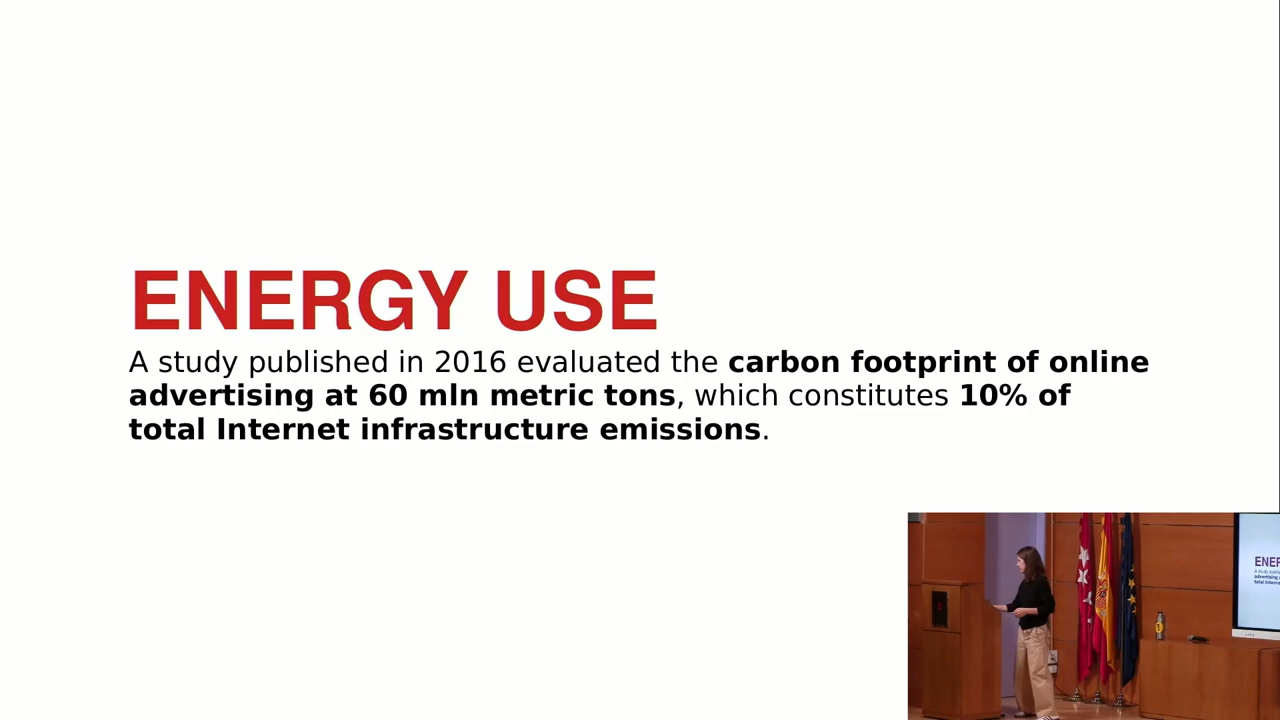 ENERGY USE
A study published in 2016 evaluated the carbon footprint of online
advertising at 60 mln metric tons, which constitutes 10% of
total Internet infrastructure emissions.
ENER